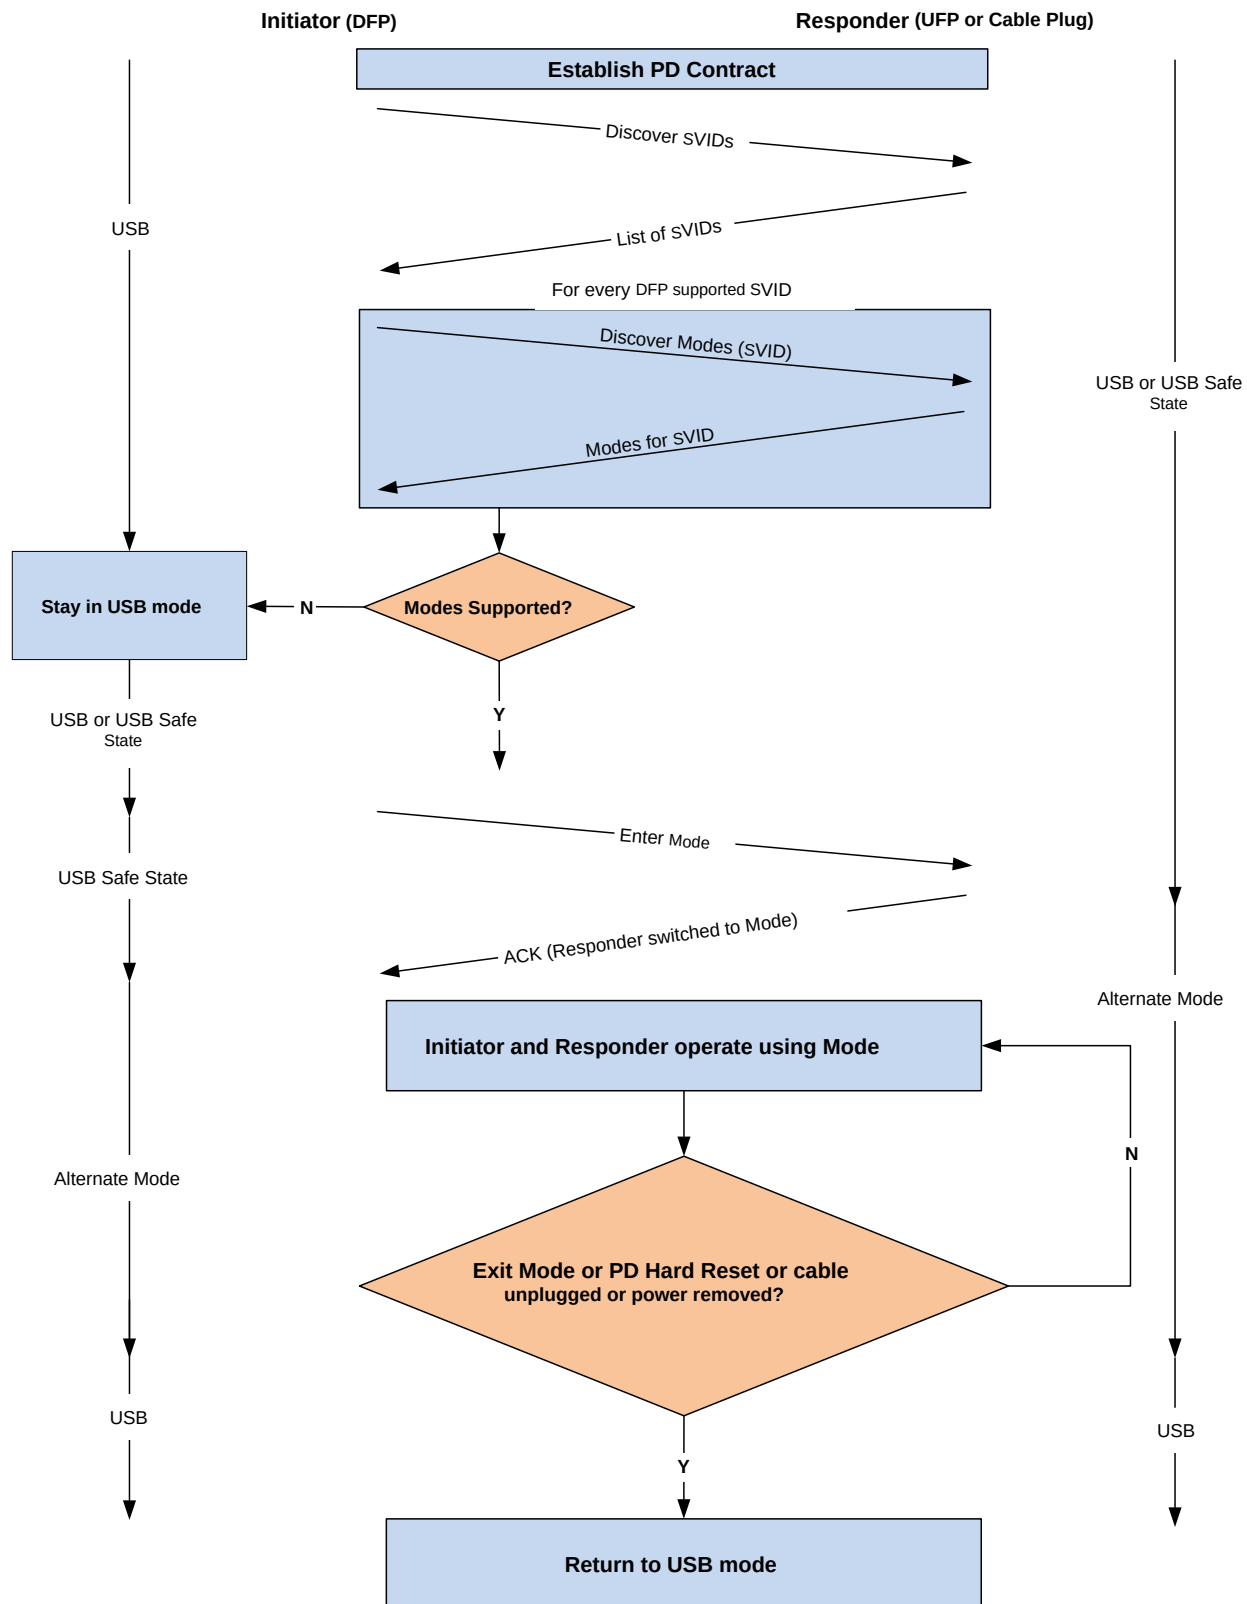 Initiator (DFP)
Responder (UFP or Cable Plug)
Establish PD Contract
Discover SVIDs
USB
List of SVIDs
For every DFP supported SVID
Discover Modes (SVID)
USB or USB Safe
State
Modes for SVID
Stay in USB mode
N
Modes Supported?
Y
USB or USB Safe
State
Enter Mode
USB Safe State
ACK (Responder switched to Mode)
Alternate Mode
Initiator and Responder operate using Mode
N
Alternate Mode
Exit Mode or PD Hard Reset or cable
unplugged or power removed?
USB
USB
Y
Return to USB mode